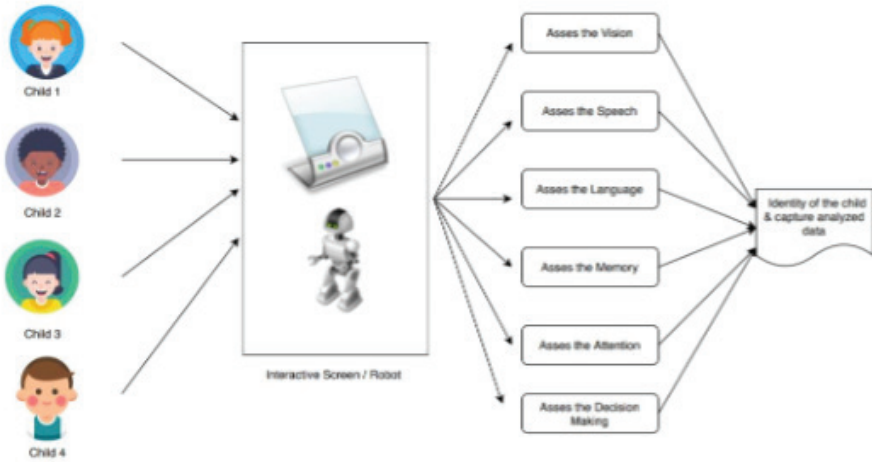 Child 1
Child 2
Child 3
Child 4
Interactive Screen / Robot
Asses the Vision
Asses the Speech
Asses the Language
Asses the Memory
Asses the Attention
Asses the Decision
Making
Identity of the child
& capture analyzed
data